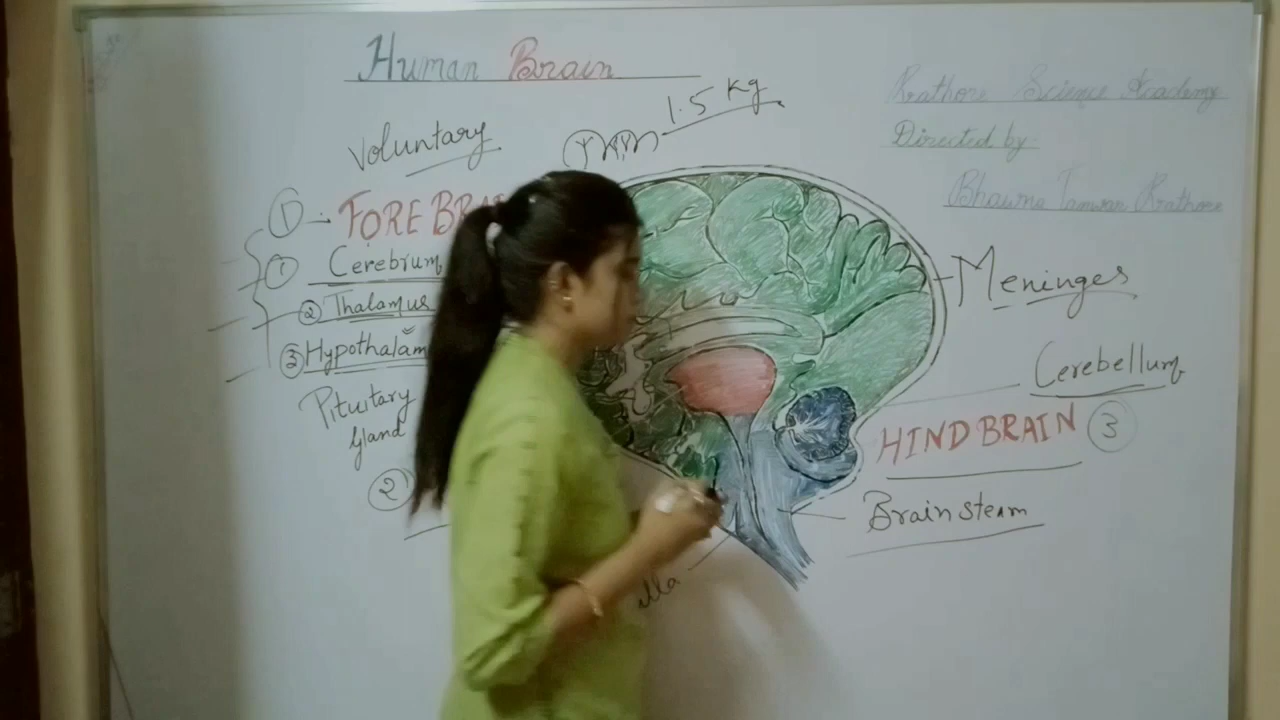 Human Brain
Rathore Science Academy
Directed by
Bhawna Tanwar Rathore
1.5 Kg
Voluntary
① FORE BRA
① Cerebrum
② Thalamus
③ Hypothalam
Pituitary
gland
②
Meninges
Cerebellum
HIND BRAIN ③
Brain steam
lla